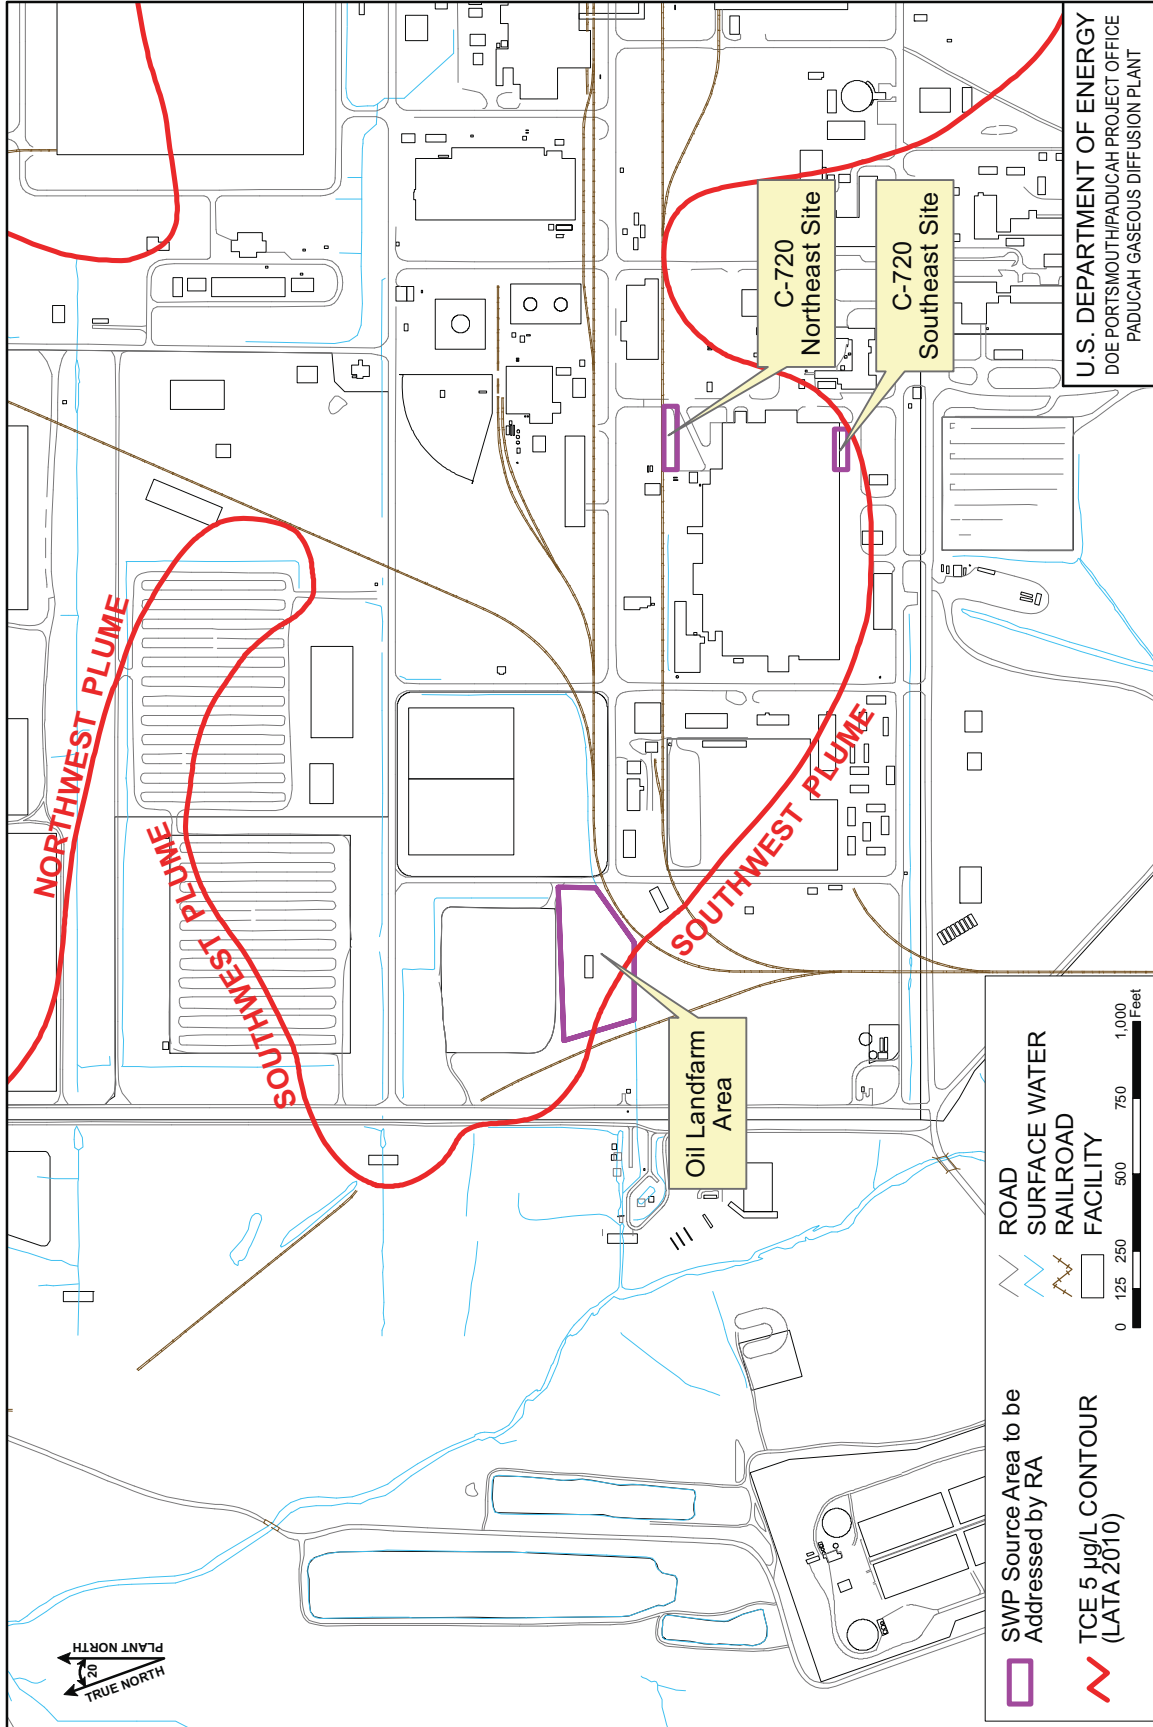 NORTHWEST PLUME
SOUTHWEST PLUME
SOUTHWEST PLUME
C-720
Northeast Site
C-720
Southeast Site
Oil Landfarm
Area
PLANT NORTH
20
TRUE NORTH
SWP Source Area to be
Addressed by RA
TCE 5 µg/L CONTOUR
(LATA 2010)
ROAD
SURFACE WATER
RAILROAD
FACILITY
0 125 250 500 750 1,000
Feet
U.S. DEPARTMENT OF ENERGY
DOE PORTSMOUTH/PADUCAH PROJECT OFFICE
PADUCAH GASEOUS DIFFUSION PLANT